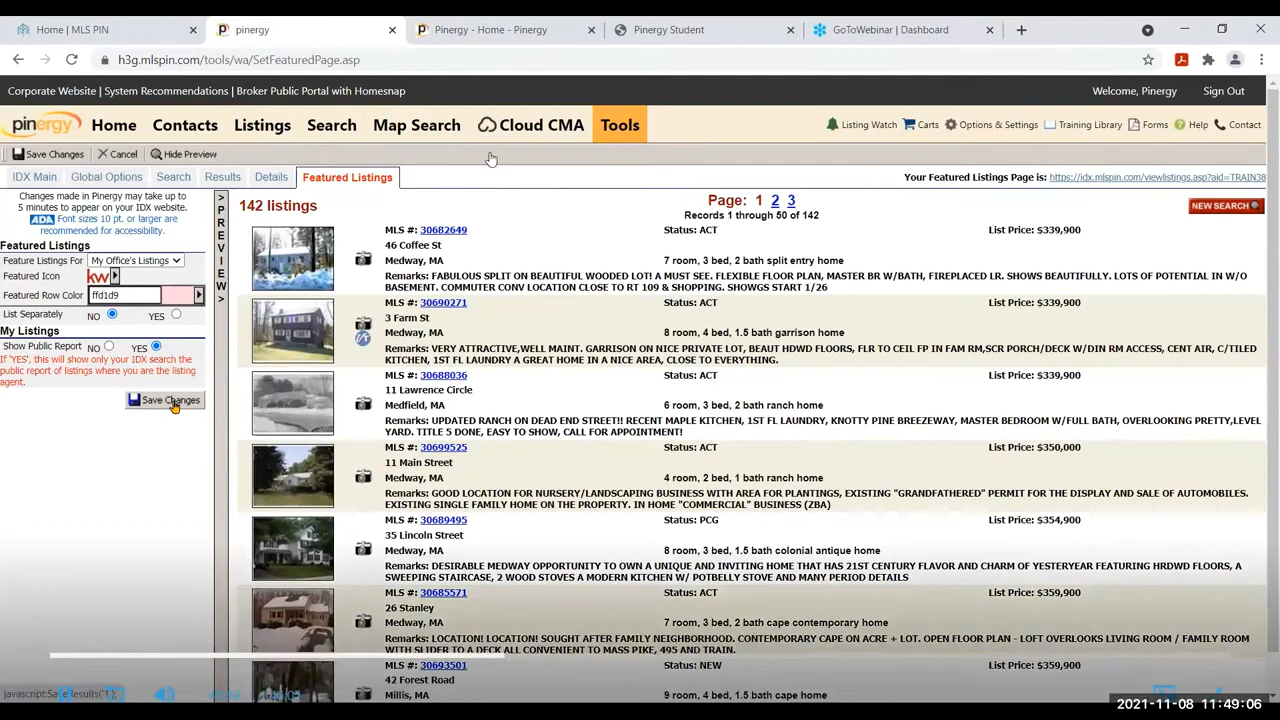 Home | MLS PIN
pinergy
Pinergy - Home - Pinergy
Pinergy Student
GoToWebinar | Dashboard
h3g.mlspin.com/tools/wa/SetFeaturedPage.asp
Corporate Website | System Recommendations | Broker Public Portal with Homesnap
Welcome, Pinergy
Sign Out
pinergy
Home
Contacts
Listings
Search
Map Search
Cloud CMA
Tools
Listing Watch
Carts
Options & Settings
Training Library
Forms
Help
Contact
Save Changes
Cancel
Hide Preview
IDX Main
Global Options
Search
Results
Details
Featured Listings
Your Featured Listings Page is: https://idx.mlspin.com/viewlistings.asp?aid=TRAIN38
Changes made in Pinergy may take up
5 minutes to appear on your IDX website.
ADA Font sizes 10 pt. or larger are
recommended for accessibility.
Featured Listings
Feature Listings For My Office's Listings
Featured Icon kw
Featured Row Color ffd1d9
List Separately NO YES
My Listings
Show Public Report NO YES
If 'YES', this will show only your IDX search the
public report of listings where you are the listing
agent.
Save Changes
> P R E V I E W >
142 listings
Page: 1 2 3
Records 1 through 50 of 142
NEW SEARCH
MLS #: 30682649 Status: ACT List Price: $339,900
46 Coffee St
Medway, MA 7 room, 3 bed, 2 bath split entry home
Remarks: FABULOUS SPLIT ON BEAUTIFUL WOODED LOT! A MUST SEE. FLEXIBLE FLOOR PLAN, MASTER BR W/BATH, FIREPLACED LR. SHOWS BEAUTIFULLY. LOTS OF POTENTIAL IN W/O
BASEMENT. COMMUTER CONV LOCATION CLOSE TO RT 109 & SHOPPING. SHOWGS START 1/26
MLS #: 30690271 Status: ACT List Price: $339,900
3 Farm St
Medway, MA 8 room, 4 bed, 1.5 bath garrison home
Remarks: VERY ATTRACTIVE,WELL MAINT. GARRISON ON NICE PRIVATE LOT, BEAUT HDWD FLOORS, FLR TO CEIL FP IN FAM RM,SCR PORCH/DECK W/DIN RM ACCESS, CENT AIR, C/TILED
KITCHEN, 1ST FL LAUNDRY A GREAT HOME IN A NICE AREA, CLOSE TO EVERYTHING.
MLS #: 30688036 Status: ACT List Price: $339,900
11 Lawrence Circle
Medfield, MA 6 room, 3 bed, 2 bath ranch home
Remarks: UPDATED RANCH ON DEAD END STREET!! RECENT MAPLE KITCHEN, 1ST FL LAUNDRY, KNOTTY PINE BREEZEWAY, MASTER BEDROOM W/FULL BATH, OVERLOOKING PRETTY,LEVEL
YARD. TITLE 5 DONE, EASY TO SHOW, CALL FOR APPOINTMENT!
MLS #: 30699525 Status: ACT List Price: $350,000
11 Main Street
Medway, MA 4 room, 2 bed, 1 bath ranch home
Remarks: GOOD LOCATION FOR NURSERY/LANDSCAPING BUSINESS WITH AREA FOR PLANTINGS, EXISTING "GRANDFATHERED" PERMIT FOR THE DISPLAY AND SALE OF AUTOMOBILES.
EXISTING SINGLE FAMILY HOME ON THE PROPERTY. IN HOME "COMMERCIAL" BUSINESS (ZBA)
MLS #: 30689495 Status: PCG List Price: $354,900
35 Lincoln Street
Medway, MA 8 room, 3 bed, 1.5 bath colonial antique home
Remarks: DESIRABLE MEDWAY OPPORTUNITY TO OWN A UNIQUE AND INVITING HOME THAT HAS 21ST CENTURY FLAVOR AND CHARM OF YESTERYEAR FEATURING HRDWD FLOORS, A
SWEEPING STAIRCASE, 2 WOOD STOVES A MODERN KITCHEN W/ POTBELLY STOVE AND MANY PERIOD DETAILS
MLS #: 30685571 Status: ACT List Price: $359,900
26 Stanley
Medway, MA 7 room, 3 bed, 2 bath cape contemporary home
Remarks: LOCATION! LOCATION! SOUGHT AFTER FAMILY NEIGHBORHOOD. CONTEMPORARY CAPE ON ACRE + LOT. OPEN FLOOR PLAN - LOFT OVERLOOKS LIVING ROOM / FAMILY ROOM
WITH SLIDER TO A DECK ALL CONVENIENT TO MASS PIKE, 495 AND TRAIN.
MLS #: 30693501 Status: NEW List Price: $359,900
42 Forest Road
Millis, MA 9 room, 4 bed, 1.5 bath cape home
2021-11-08 11:49:06